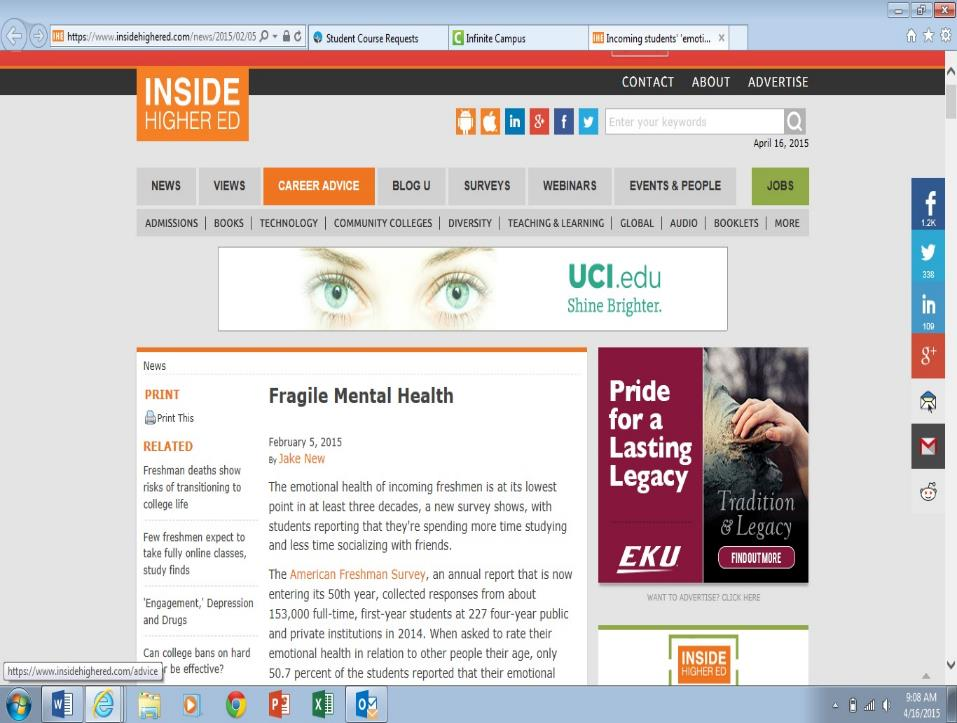 https://www.insidehighered.com/news/2015/02/05
Student Course Requests
Infinite Campus
Incoming students' 'emoti...
CONTACT ABOUT ADVERTISE
INSIDE
HIGHER ED
in g+ f
Enter your keywords
April 16, 2015
NEWS VIEWS CAREER ADVICE BLOG U SURVEYS WEBINARS EVENTS & PEOPLE JOBS
ADMISSIONS | BOOKS | TECHNOLOGY | COMMUNITY COLLEGES | DIVERSITY | TEACHING & LEARNING | GLOBAL | AUDIO | BOOKLETS | MORE
UCI.edu
Shine Brighter.
f
1.2K
338
in
109
g+
News
PRINT
Print This
RELATED
Freshman deaths show
risks of transitioning to
college life
Few freshmen expect to
take fully online classes,
study finds
'Engagement,' Depression
and Drugs
Can college bans on hard
r be effective?
Fragile Mental Health
February 5, 2015
By Jake New
The emotional health of incoming freshmen is at its lowest
point in at least three decades, a new survey shows, with
students reporting that they're spending more time studying
and less time socializing with friends.
The American Freshman Survey, an annual report that is now
entering its 50th year, collected responses from about
153,000 full-time, first-year students at 227 four-year public
and private institutions in 2014. When asked to rate their
emotional health in relation to other people their age, only
50.7 percent of the students reported that their emotional
Pride
for a
Lasting
Legacy
EKU
Tradition
& Legacy
FIND OUT MORE
WANT TO ADVERTISE? CLICK HERE
INSIDE
HIGHER ED
https://www.insidehighered.com/advice
9:08 AM
4/16/2015